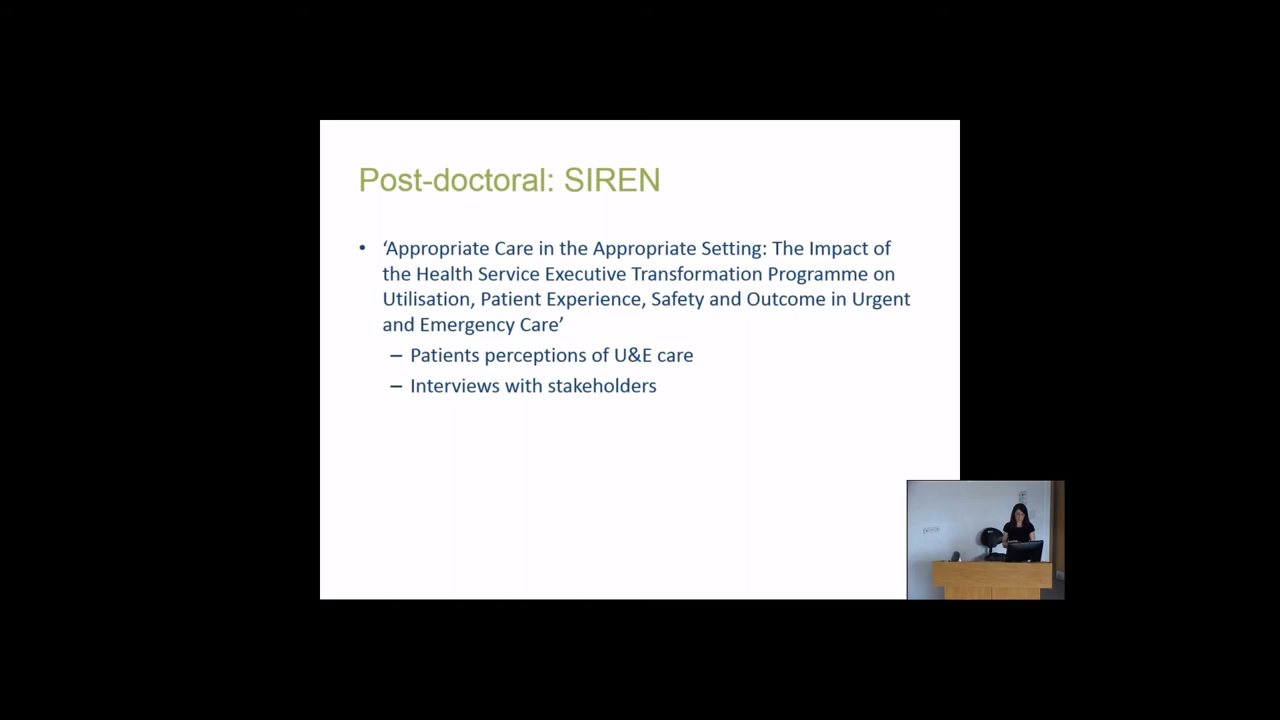 Post-doctoral: SIREN
• ‘Appropriate Care in the Appropriate Setting: The Impact of
the Health Service Executive Transformation Programme on
Utilisation, Patient Experience, Safety and Outcome in Urgent
and Emergency Care’
– Patients perceptions of U&E care
– Interviews with stakeholders